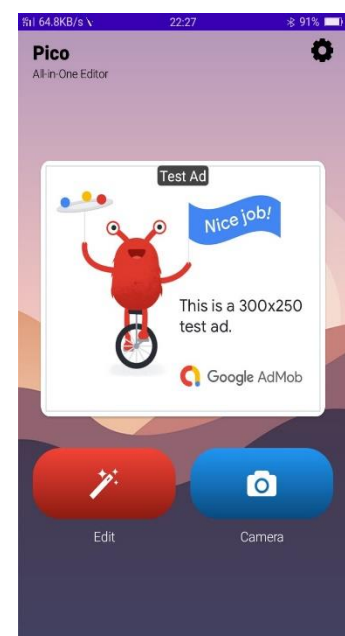 64.8KB/s
22:27
91%
Pico
All-in-One Editor
Test Ad
Nice job!
This is a 300x250
test ad.
Google AdMob
Edit
Camera